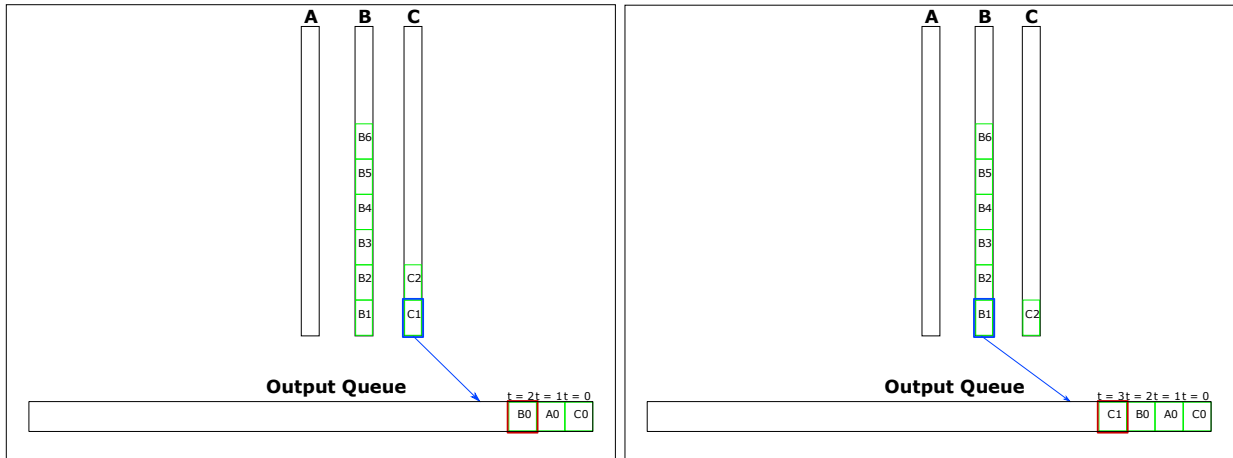 A B C
B6
B5
B4
B3
B2 C2
B1 C1
Output Queue
t = 2 t = 1 t = 0
B0 A0 C0
A B C
B6
B5
B4
B3
B2
B1 C2
Output Queue
t = 3 t = 2 t = 1 t = 0
C1 B0 A0 C0